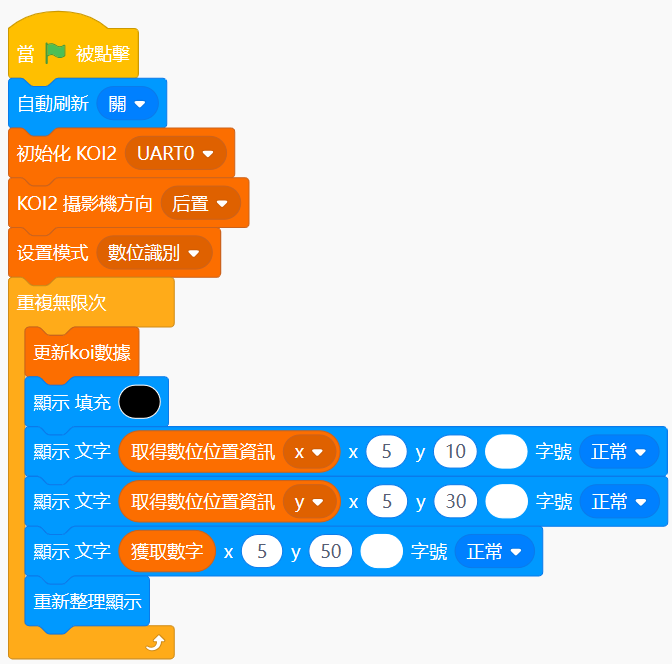 當 被點擊
自動刷新 開
初始化 KOI2 UART0
KOI2 攝影機方向 后置
设置模式 數位識別
重複無限次
更新koi數據
顯示 填充
顯示 文字 取得數位位置資訊 x x 5 y 10 字號 正常
顯示 文字 取得數位位置資訊 y x 5 y 30 字號 正常
顯示 文字 獲取數字 x 5 y 50 字號 正常
重新整理顯示